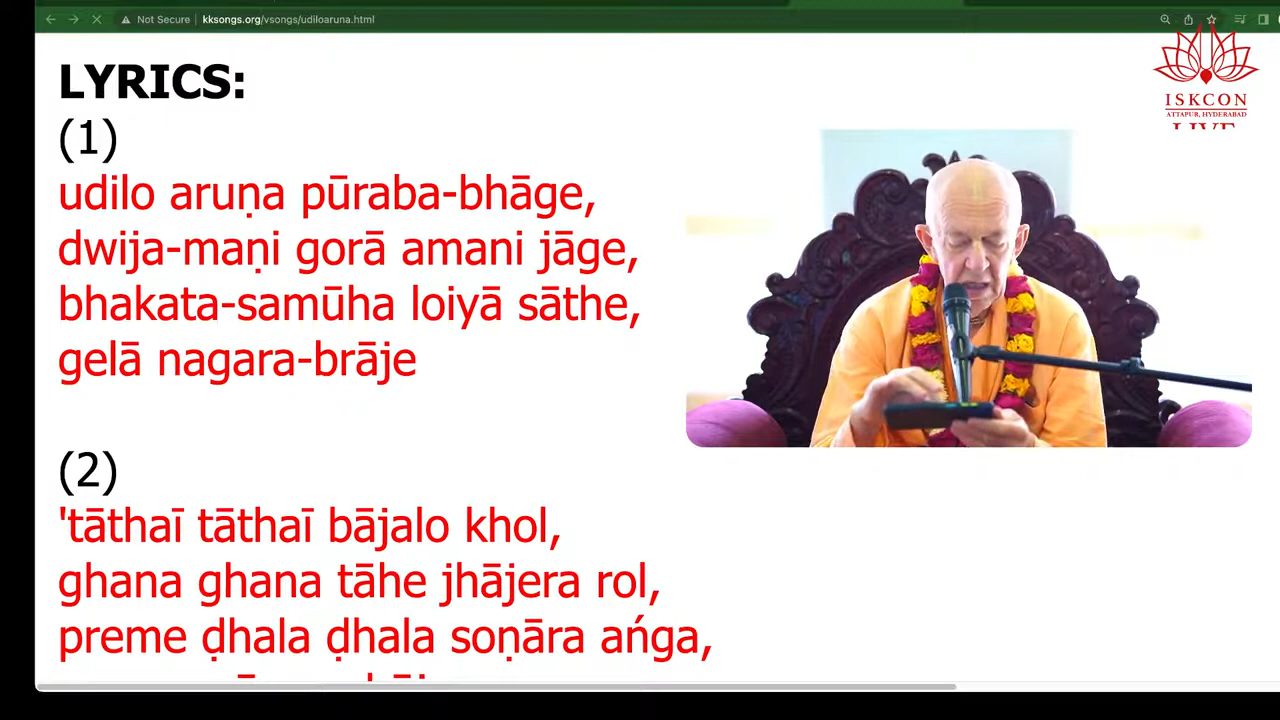 Not Secure
kksongs.org/vsongs/udiloaruna.html
LYRICS:
(1)
udilo aruṇa pūraba-bhāge,
dwija-maṇi gorā amani jāge,
bhakata-samūha loiyā sāthe,
gelā nagara-brāje
(2)
'tāthaī tāthaī bājalo khol,
ghana ghana tāhe jhājera rol,
preme ḍhala ḍhala soṇāra ańga,
ISKCON
ATTAPUR, HYDERABAD
LIVE